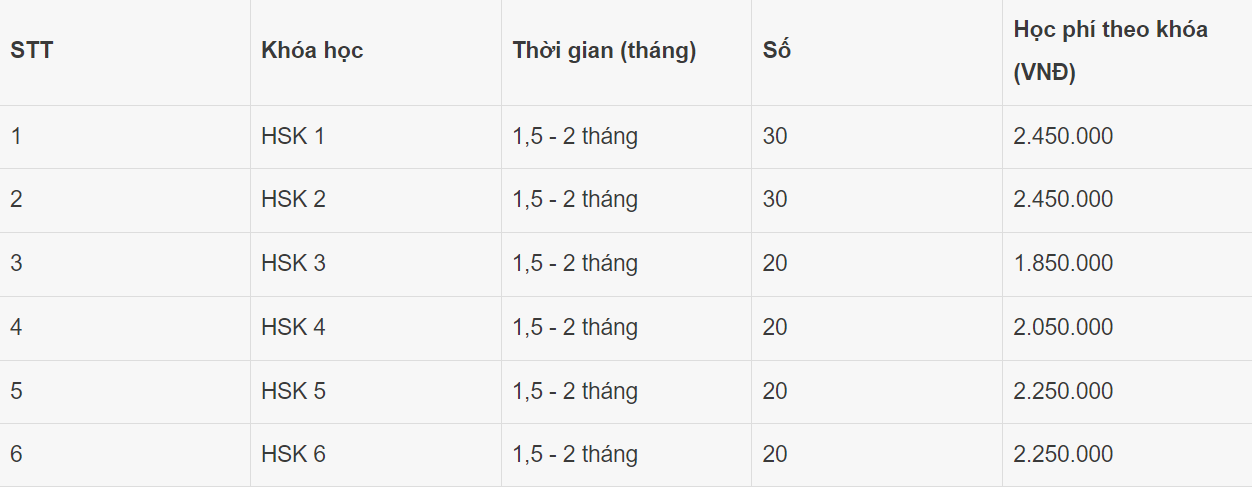 STT Khóa học Thời gian (tháng) Số Học phí theo khóa
(VNĐ)
1 HSK 1 1,5 - 2 tháng 30 2.450.000
2 HSK 2 1,5 - 2 tháng 30 2.450.000
3 HSK 3 1,5 - 2 tháng 20 1.850.000
4 HSK 4 1,5 - 2 tháng 20 2.050.000
5 HSK 5 1,5 - 2 tháng 20 2.250.000
6 HSK 6 1,5 - 2 tháng 20 2.250.000